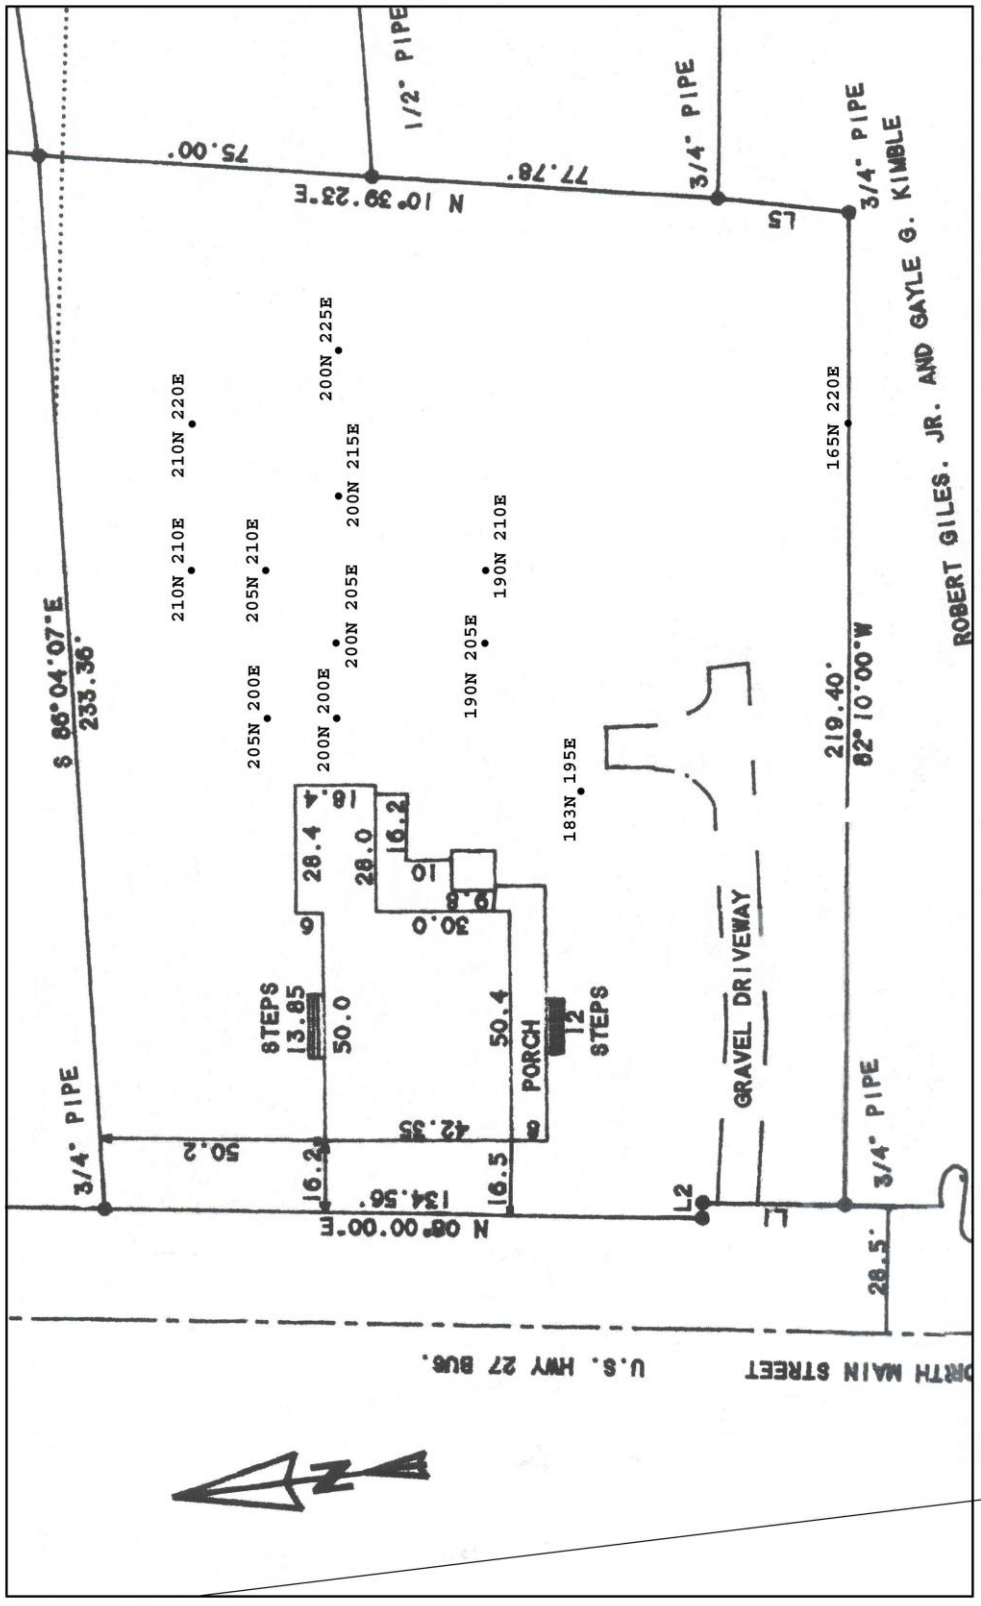 1/2" PIPE
3/4" PIPE
3/4" PIPE
75.00'
N 10°39'23"E
77.78'
L5
ROBERT GILES. JR. AND GAYLE G. KIMBLE
S 86°04'07"E
233.36'
210N 220E
210N 210E
200N 225E
200N 215E
205N 210E
200N 205E
205N 200E
200N 200E
190N 210E
190N 205E
183N 195E
165N 220E
219.40'
82°10'00"W
18.4
28.4
28.0
16.2
10
9.8
30.0
6
STEPS
13.85
50.0
50.4
PORCH
12
STEPS
GRAVEL DRIVEWAY
3/4" PIPE
50.2
42.35
8
16.2
16.5
134.56'
N 08°00'00"E
L2
L1
3/4" PIPE
28.5'
U.S. HWY 27 BUS.
ORTH MAIN STREET
N